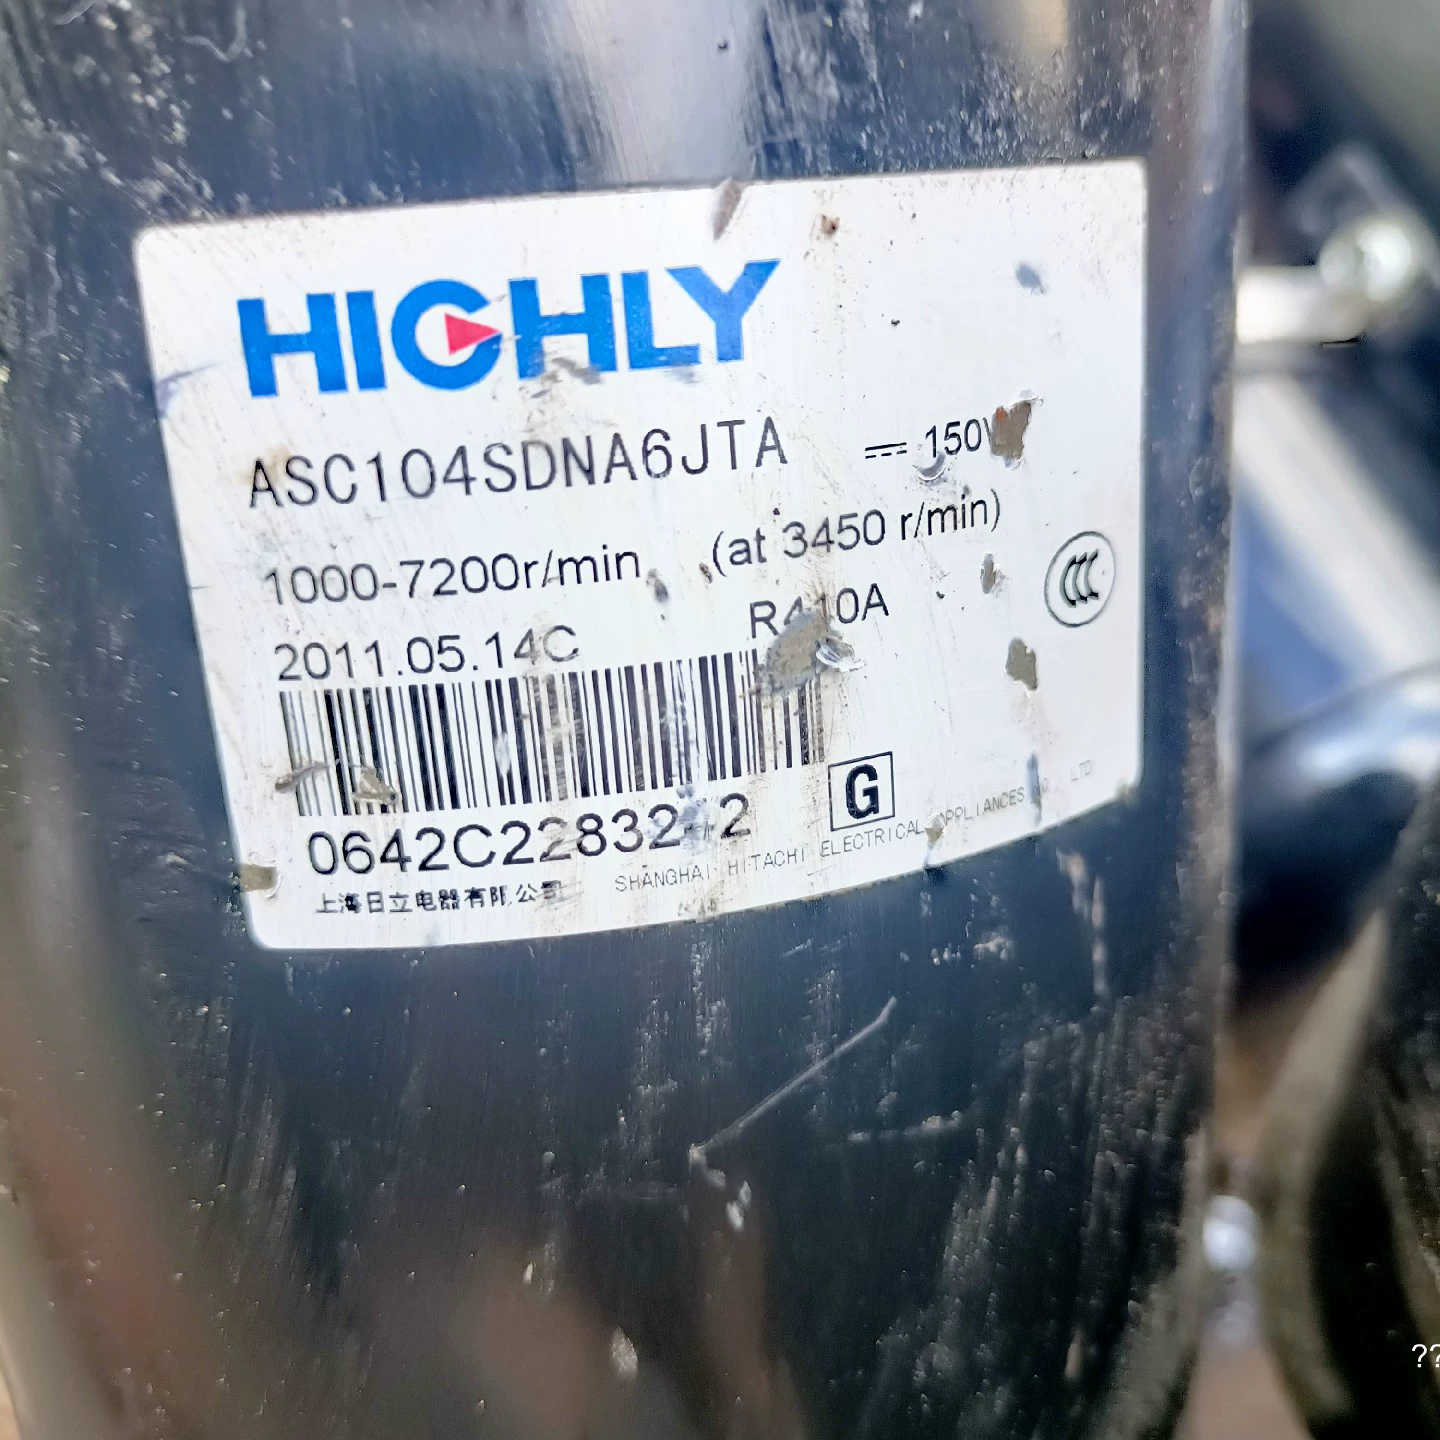 HIGHLY
ASC104SDNA6JTA ⎓ 150V
1000-7200r/min (at 3450 r/min)
2011.05.14C R410A
CCC
G
上海日立电器有限公司 SHANGHAI HITACHI ELECTRICAL APPLIANCES CO. LTD
??